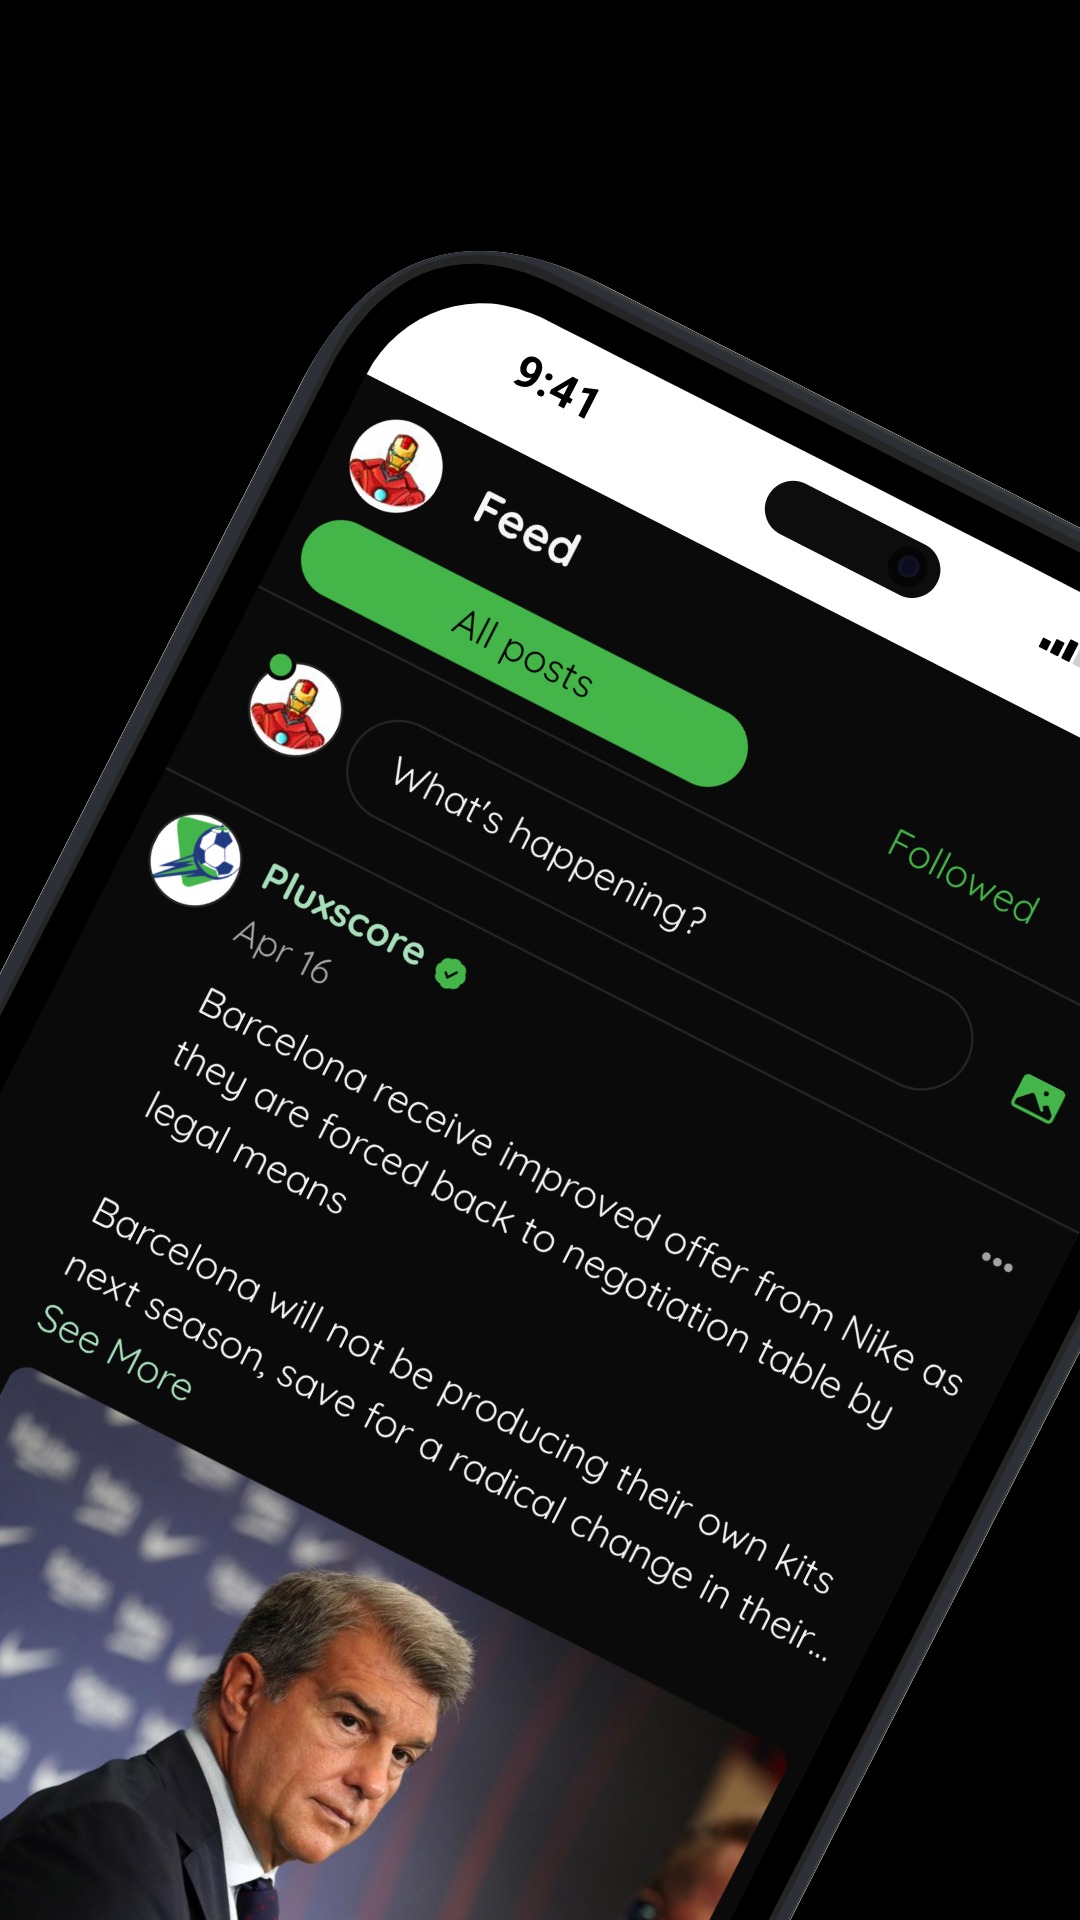 9:41
Feed
All posts
Followed
What's happening?
Pluxscore
Apr 16
Barcelona receive improved offer from Nike as
they are forced back to negotiation table by
legal means
Barcelona will not be producing their own kits
next season, save for a radical change in their...
See More